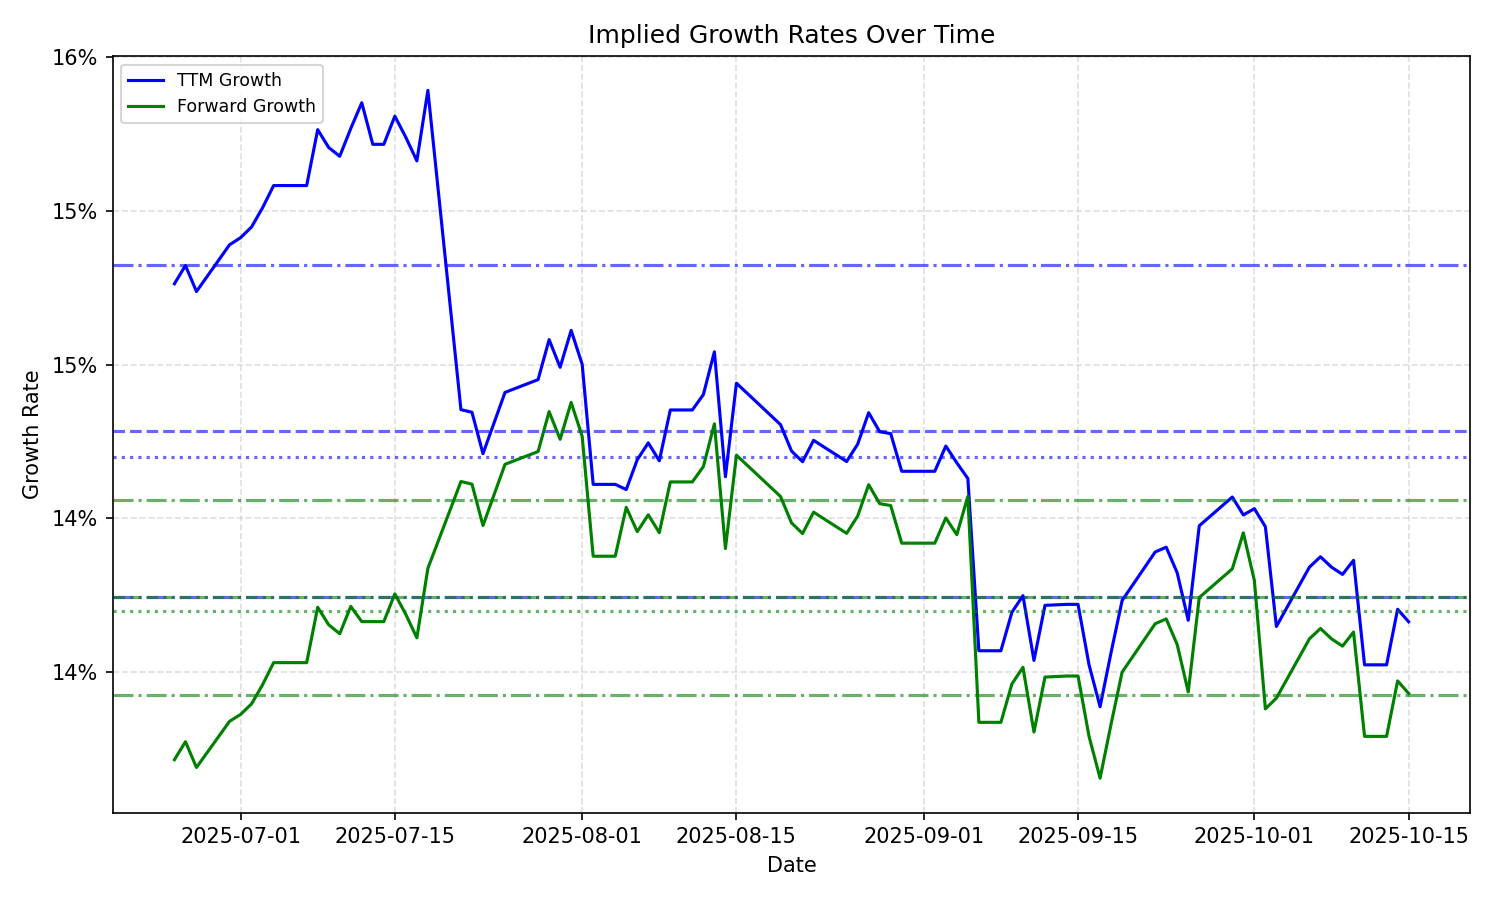 Implied Growth Rates Over Time
16%
15%
15%
14%
14%
Growth Rate
TTM Growth
Forward Growth
2025-07-01
2025-07-15
2025-08-01
2025-08-15
2025-09-01
2025-09-15
2025-10-01
2025-10-15
Date